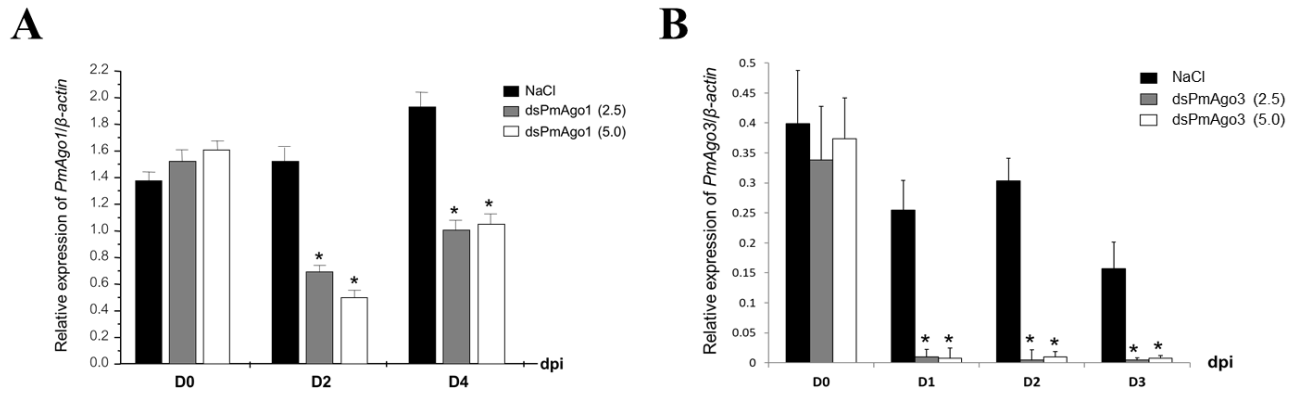 A
Relative expression of PmAgo1/β-actin
2.2
2.0
1.8
1.6
1.4
1.2
1.0
0.8
0.6
0.4
0.2
0.0
NaCl
dsPmAgo1 (2.5)
dsPmAgo1 (5.0)
* *
* *
D0 D2 D4 dpi
B
Relative expression of PmAgo3/β-actin
0.5
0.45
0.4
0.35
0.3
0.25
0.2
0.15
0.1
0.05
0
NaCl
dsPmAgo3 (2.5)
dsPmAgo3 (5.0)
* * * * * *
D0 D1 D2 D3 dpi